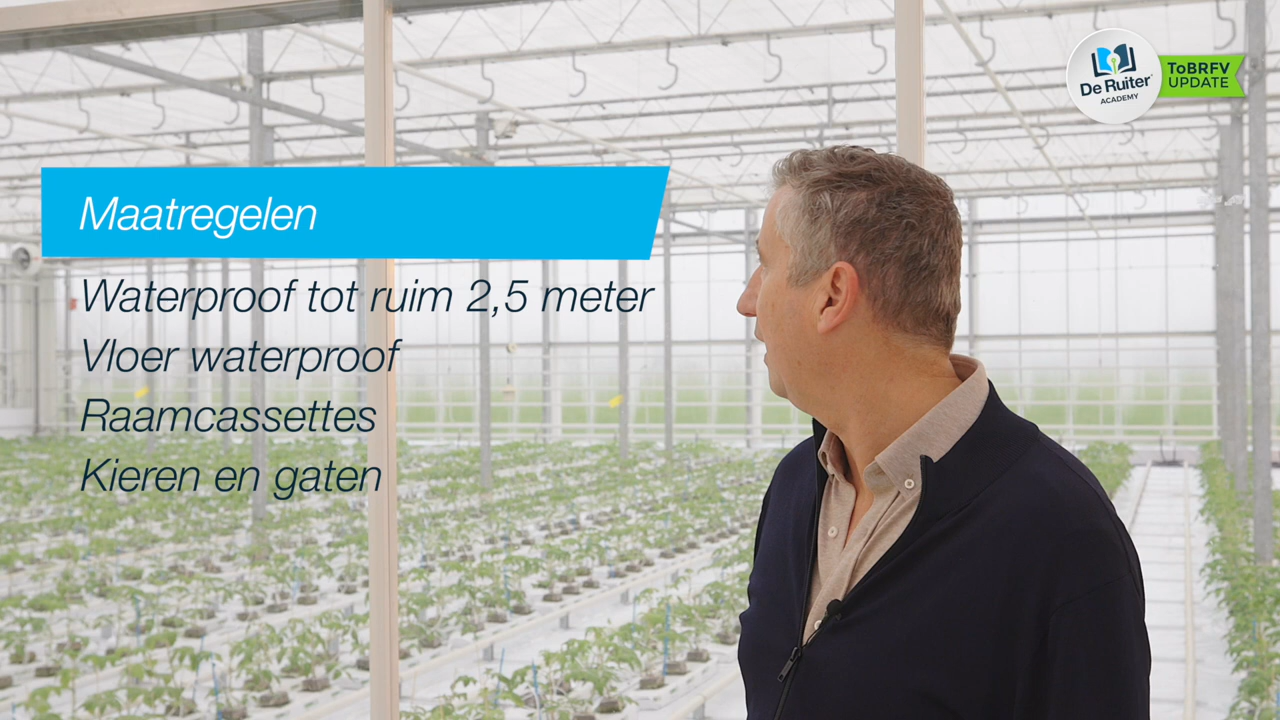 De Ruiter
ACADEMY
ToBRFV
UPDATE
Maatregelen
Waterproof tot ruim 2,5 meter
Vloer waterproof
Raamcassettes
Kieren en gaten